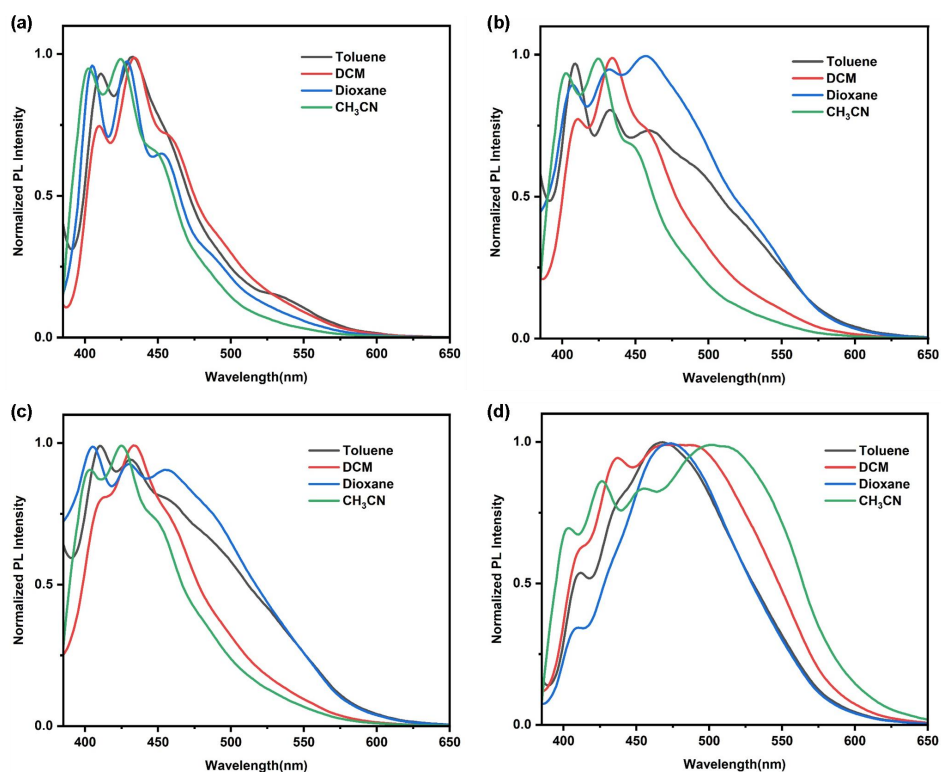 (a)
Normalized PL Intensity
1.0
0.5
0.0
Toluene
DCM
Dioxane
CH₃CN
400 450 500 550 600 650
Wavelength(nm)
(b)
Normalized PL Intensity
1.0
0.5
0.0
Toluene
DCM
Dioxane
CH₃CN
400 450 500 550 600 650
Wavelength(nm)
(c)
Normalized PL Intensity
1.0
0.5
0.0
Toluene
DCM
Dioxane
CH₃CN
400 450 500 550 600 650
Wavelength(nm)
(d)
Normalized PL Intensity
1.0
0.5
0.0
Toluene
DCM
Dioxane
CH₃CN
400 450 500 550 600 650
Wavelength(nm)